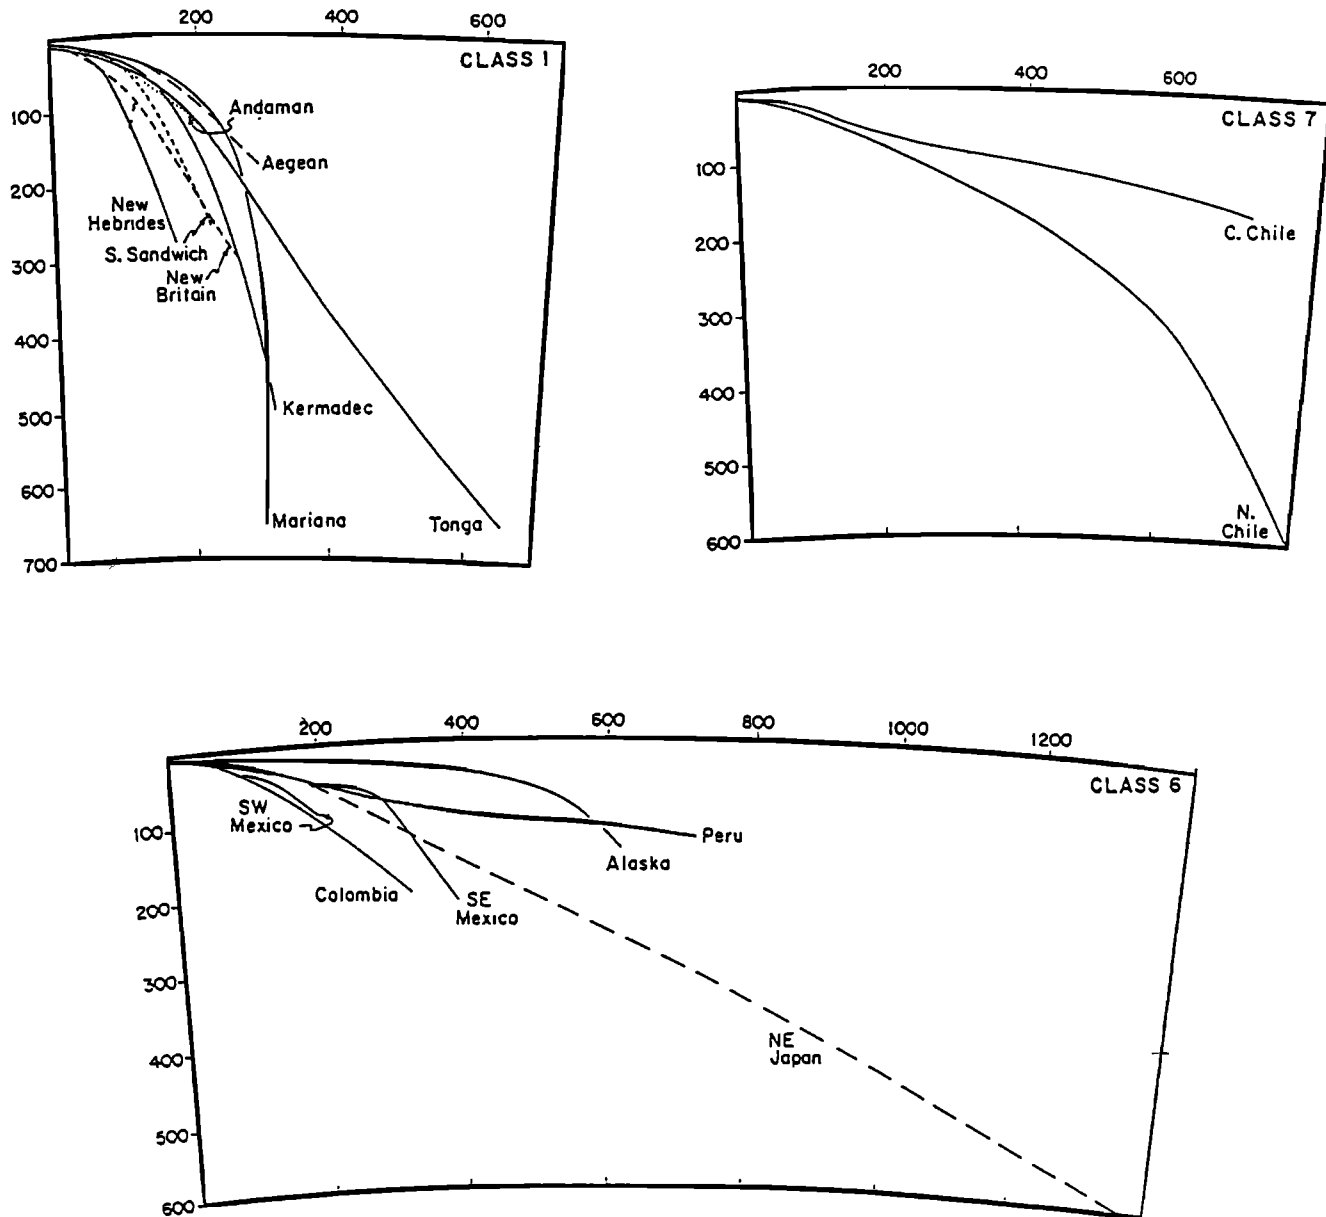 200
400
600
CLASS 1
100
200
300
400
500
600
700
Andaman
Aegean
New
Hebrides
S. Sandwich
New
Britain
Kermadec
Mariana
Tonga
200
400
600
CLASS 7
100
200
300
400
500
600
C. Chile
N.
Chile
200
400
600
800
1000
1200
CLASS 6
100
200
300
400
500
600
SW
Mexico
Colombia
SE
Mexico
Alaska
Peru
NE
Japan